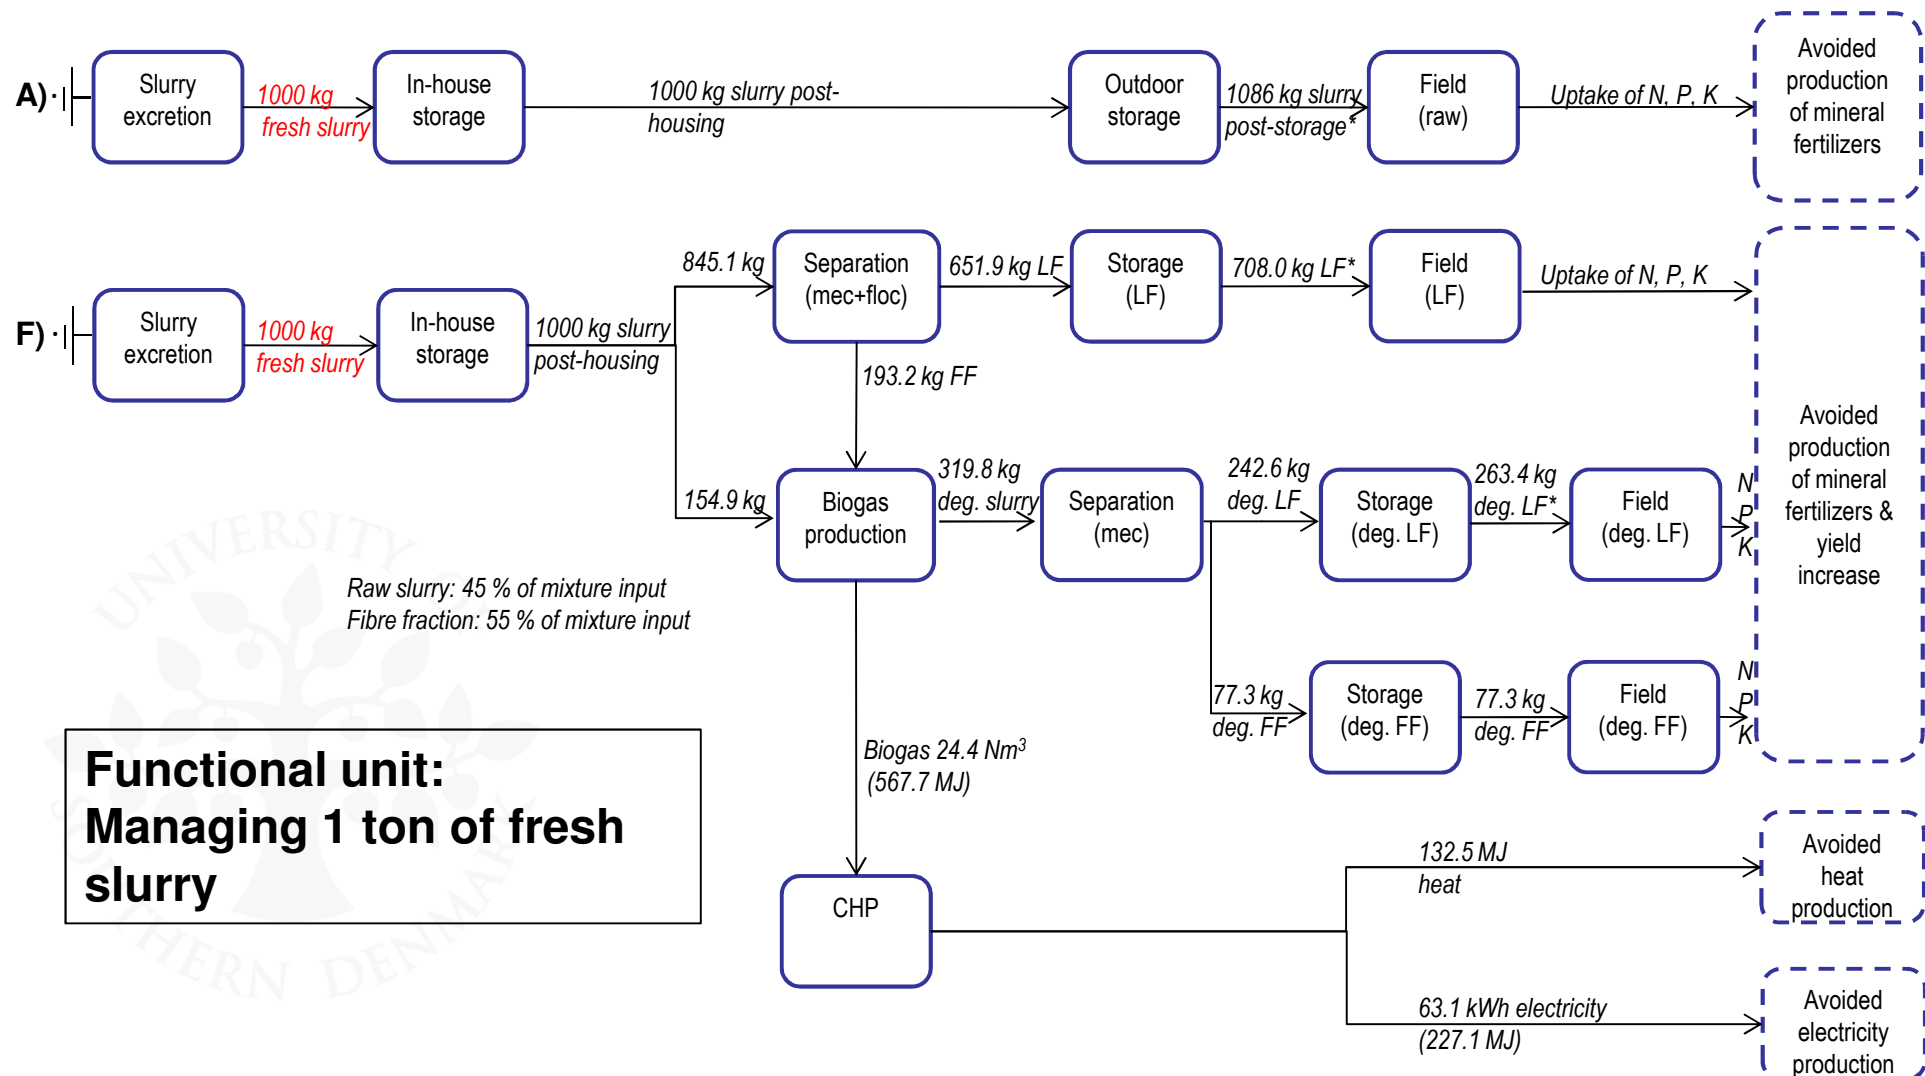 A)
Slurry
excretion
1000 kg
fresh slurry
In-house
storage
1000 kg slurry post-
housing
Outdoor
storage
1086 kg slurry
post-storage*
Field
(raw)
Uptake of N, P, K
Avoided
production
of mineral
fertilizers
F)
Slurry
excretion
1000 kg
fresh slurry
In-house
storage
1000 kg slurry
post-housing
845.1 kg
Separation
(mec+floc)
651.9 kg LF
Storage
(LF)
708.0 kg LF*
Field
(LF)
Uptake of N, P, K
193.2 kg FF
154.9 kg
Biogas
production
319.8 kg
deg. slurry
Separation
(mec)
242.6 kg
deg. LF
Storage
(deg. LF)
263.4 kg
deg. LF*
Field
(deg. LF)
N
P
K
Avoided
production
of mineral
fertilizers &
yield
increase
77.3 kg
deg. FF
Storage
(deg. FF)
77.3 kg
deg. FF
Field
(deg. FF)
N
P
K
Raw slurry: 45 % of mixture input
Fibre fraction: 55 % of mixture input
Functional unit:
Managing 1 ton of fresh
slurry
Biogas 24.4 Nm³
(567.7 MJ)
CHP
132.5 MJ
heat
Avoided
heat
production
63.1 kWh electricity
(227.1 MJ)
Avoided
electricity
production
UNIVERSITY OF
SOUTHERN DENMARK